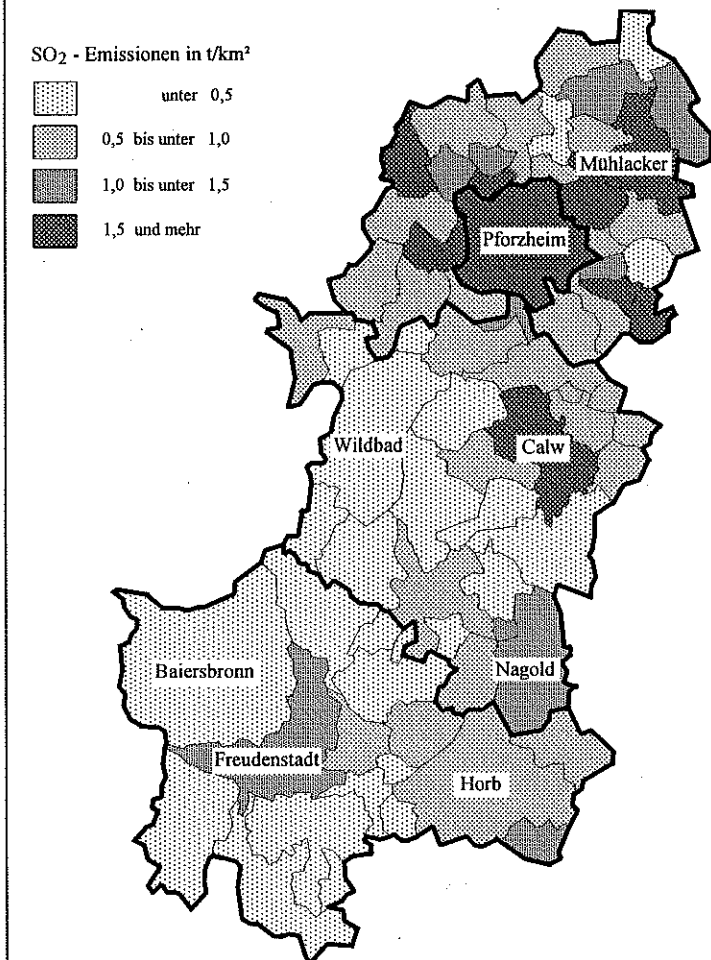 SO₂ - Emissionen in t/km²
unter 0,5
0,5 bis unter 1,0
1,0 bis unter 1,5
1,5 und mehr
Mühlacker
Pforzheim
Wildbad
Calw
Baiersbronn
Nagold
Freudenstadt
Horb